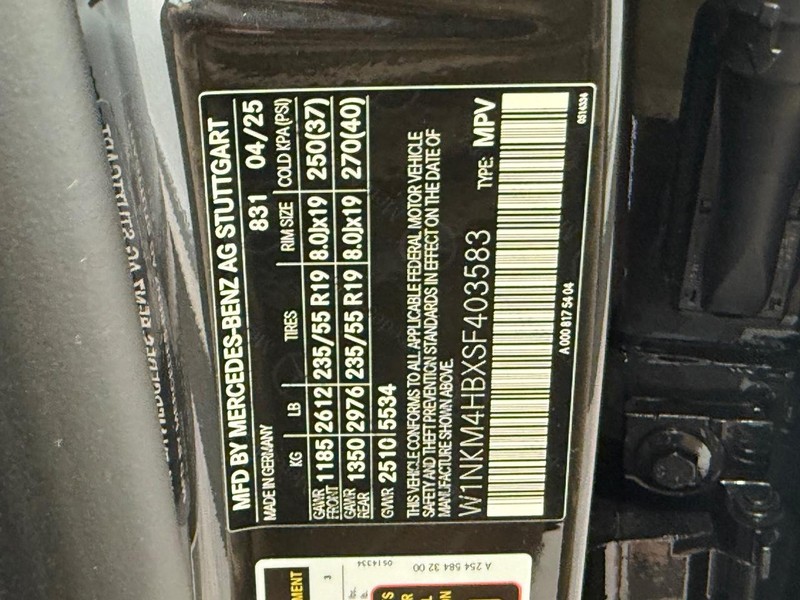 MFD BY MERCEDES-BENZ AG STUTTGART
MADE IN GERMANY 831 04/25
KG LB TIRES RIM SIZE COLD KPA (PSI)
GAWR FRONT 1185 2612 235/55 R19 8.0Jx19 250(37)
GAWR REAR 1350 2976 235/55 R19 8.0Jx19 270(40)
GVWR 2510 5534
THIS VEHICLE CONFORMS TO ALL APPLICABLE FEDERAL MOTOR VEHICLE
SAFETY AND THEFT PREVENTION STANDARDS IN EFFECT ON THE DATE OF
MANUFACTURE SHOWN ABOVE.
W1NKM4HBXSF403583 TYPE: MPV
A 000 817 54 04
0514334
A 254 584 32 00
0514334
3